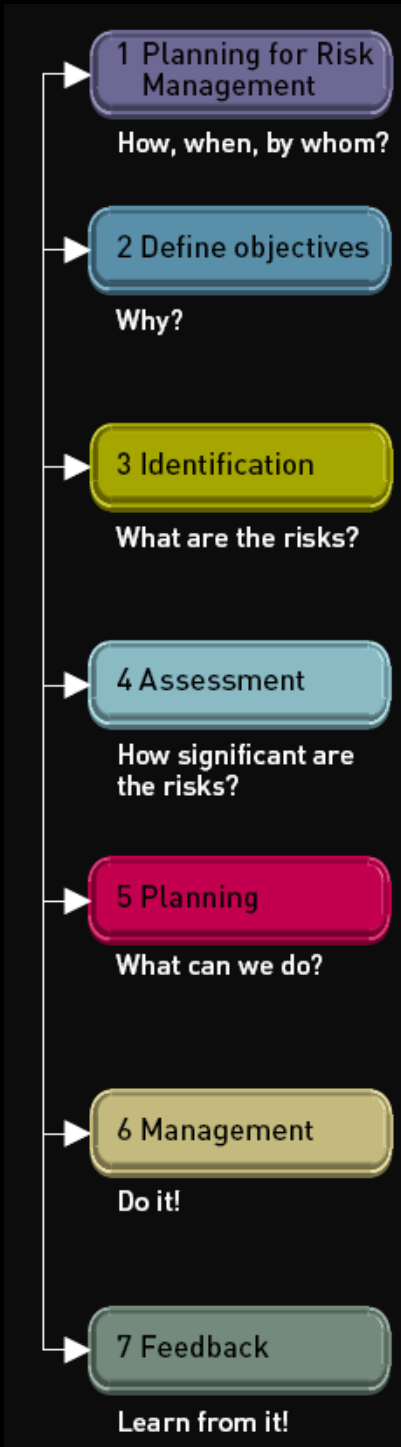 1 Planning for Risk
Management
How, when, by whom?
2 Define objectives
Why?
3 Identification
What are the risks?
4 Assessment
How significant are
the risks?
5 Planning
What can we do?
6 Management
Do it!
7 Feedback
Learn from it!